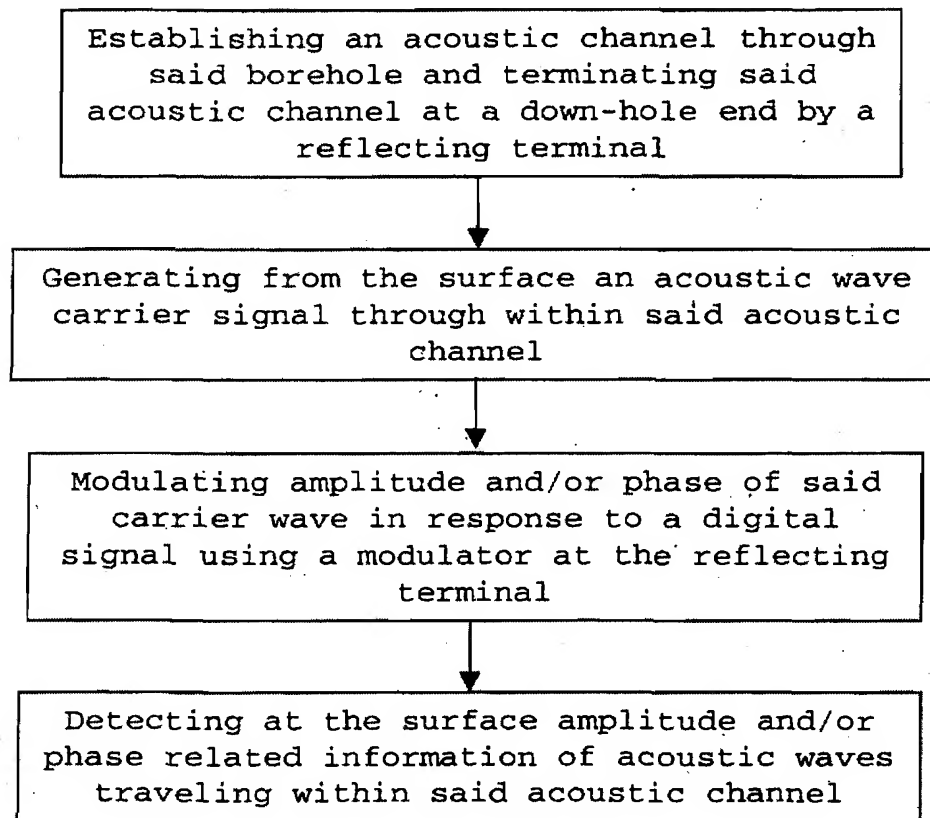 Establishing an acoustic channel through
said borehole and terminating said
acoustic channel at a down-hole end by a
reflecting terminal
Generating from the surface an acoustic wave
carrier signal through within said acoustic
channel
Modulating amplitude and/or phase of said
carrier wave in response to a digital
signal using a modulator at the reflecting
terminal
Detecting at the surface amplitude and/or
phase related information of acoustic waves
traveling within said acoustic channel